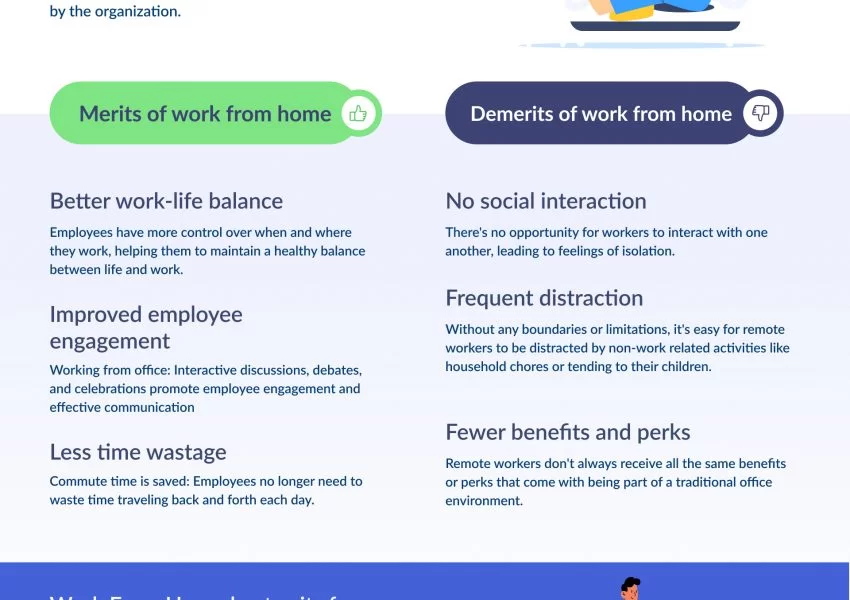 by the organization.
Merits of work from home
Demerits of work from home
Better work-life balance
Employees have more control over when and where
they work, helping them to maintain a healthy balance
between life and work.
Improved employee
engagement
Working from office: Interactive discussions, debates,
and celebrations promote employee engagement and
effective communication
Less time wastage
Commute time is saved: Employees no longer need to
waste time traveling back and forth each day.
No social interaction
There's no opportunity for workers to interact with one
another, leading to feelings of isolation.
Frequent distraction
Without any boundaries or limitations, it's easy for remote
workers to be distracted by non-work related activities like
household chores or tending to their children.
Fewer benefits and perks
Remote workers don't always receive all the same benefits
or perks that come with being part of a traditional office
environment.